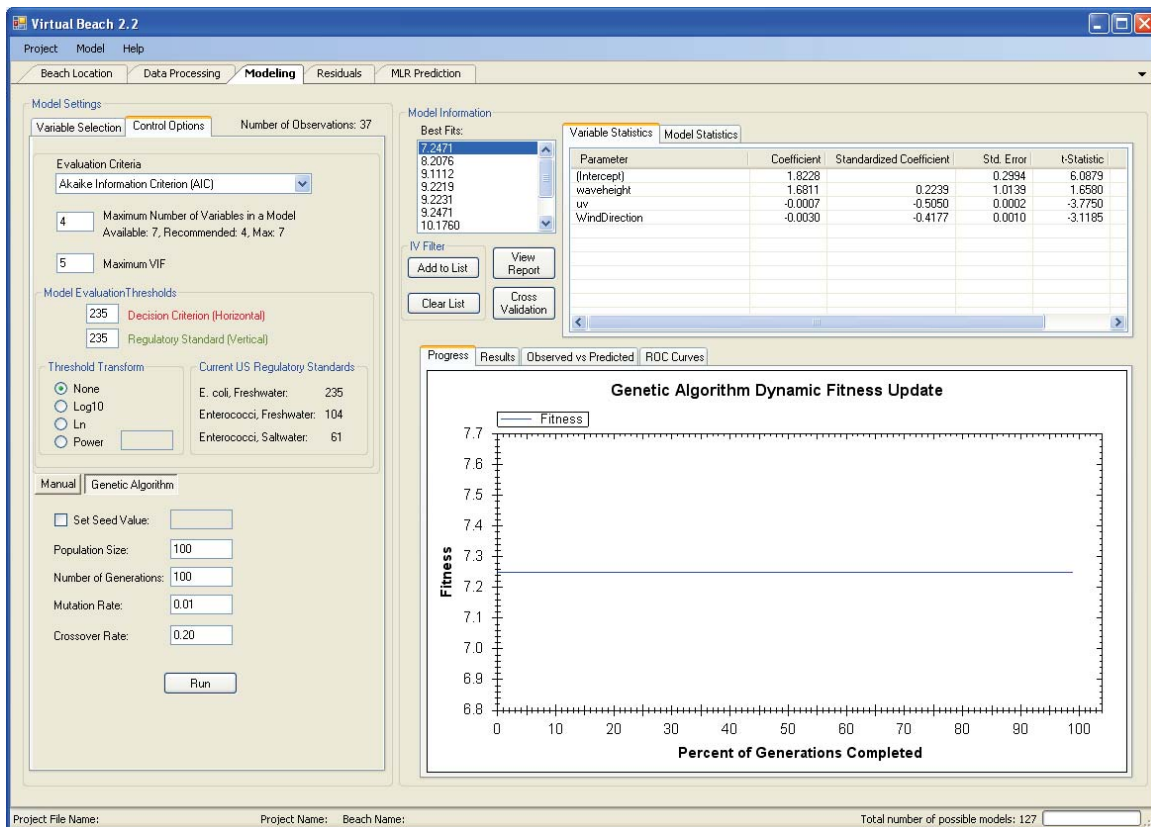 Virtual Beach 2.2
Project Model Help
Beach Location Data Processing Modeling Residuals MLR Prediction
Model Settings
Variable Selection Control Options Number of Observations: 37
Evaluation Criteria
Akaike Information Criterion (AIC)
4 Maximum Number of Variables in a Model
Available: 7, Recommended: 4, Max: 7
5 Maximum VIF
Model EvaluationThresholds
235 Decision Criterion (Horizontal)
235 Regulatory Standard (Vertical)
Threshold Transform
None
Log10
Ln
Power
Current US Regulatory Standards
E. coli, Freshwater: 235
Enterococci, Freshwater: 104
Enterococci, Saltwater: 61
Manual Genetic Algorithm
Set Seed Value:
Population Size: 100
Number of Generations: 100
Mutation Rate: 0.01
Crossover Rate: 0.20
Run
Model Information
Best Fits:
7.2471
8.2076
9.1112
9.2219
9.2231
9.2471
10.1760
IV Filter
Add to List
Clear List
View Report
Cross Validation
Variable Statistics Model Statistics
Parameter Coefficient Standardized Coefficient Std. Error t-Statistic
(Intercept) 1.8228 0.2994 6.0879
waveheight 1.6811 0.2239 1.0139 1.6580
uv -0.0007 -0.5050 0.0002 -3.7750
WindDirection -0.0030 -0.4177 0.0010 -3.1185
Progress Results Observed vs Predicted ROC Curves
Genetic Algorithm Dynamic Fitness Update
Fitness
7.7
7.6
7.5
7.4
7.3
7.2
7.1
7.0
6.9
6.8
Fitness
0 10 20 30 40 50 60 70 80 90 100
Percent of Generations Completed
Project File Name: Project Name: Beach Name: Total number of possible models: 127